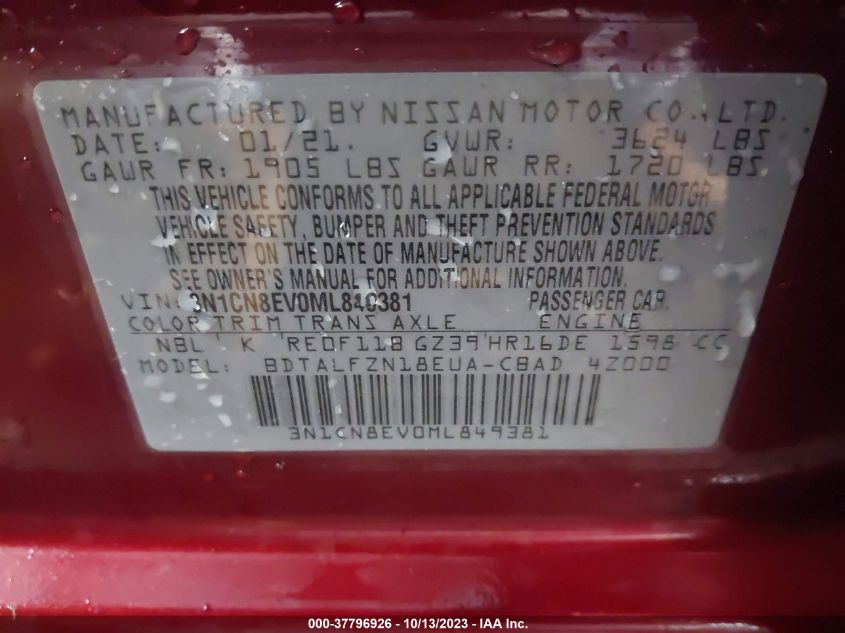 MANUFACTURED BY NISSAN MOTOR CO.,LTD.
DATE: 01/21. GVWR: 3624 LBS
GAWR FR: 1905 LBS GAWR RR: 1720 LBS
THIS VEHICLE CONFORMS TO ALL APPLICABLE FEDERAL MOTOR
VEHICLE SAFETY, BUMPER AND THEFT PREVENTION STANDARDS
IN EFFECT ON THE DATE OF MANUFACTURE SHOWN ABOVE.
SEE OWNER'S MANUAL FOR ADDITIONAL INFORMATION.
VIN: 3N1CN8EV0ML849381 PASSENGER CAR.
COLOR TRIM TRANS AXLE ENGINE
NBL K RE0F11B GZ39 HR16DE 1598 CC
MODEL: BDTALFZN18EUA-CBAD 4Z000
3N1CN8EV0ML849381
000-37796926 - 10/13/2023 - IAA Inc.